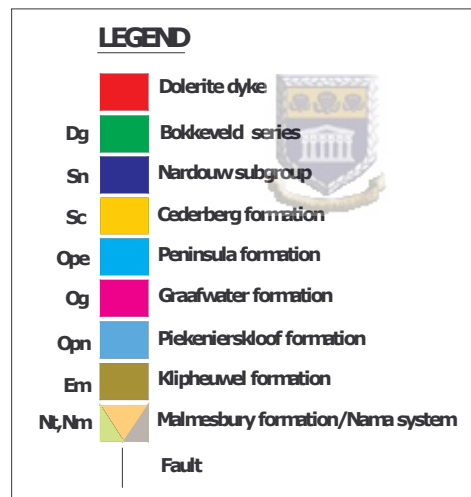 LEGEND
Dolerite dyke
Dg Bokkeveld series
Sn Nardouw subgroup
Sc Cederberg formation
Ope Peninsula formation
Og Graafwater formation
Opn Piekenierskloof formation
Em Klipheuwel formation
Nt,Nm Malmesbury formation/Nama system
Fault